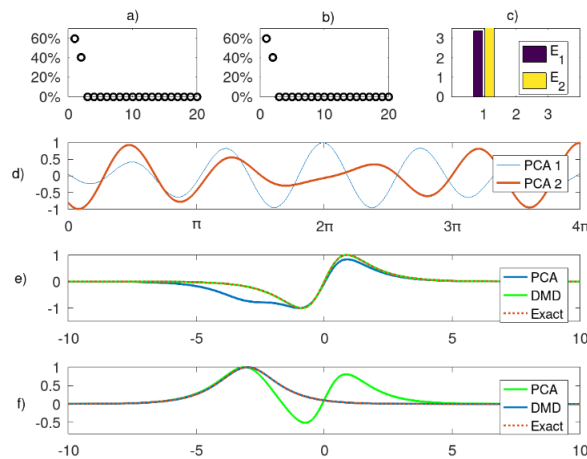 a) b) c)
60% 60% 3
40% 40% 2 E1
20% 20% 1 E2
0% 0% 0
0 10 20 0 10 20 1 2 3
1
0.5
d) 0 PCA 1
-0.5 PCA 2
-1
0 π 2π 3π 4π
1 PCA
e) 0 DMD
-1 Exact
-10 -5 0 5 10
1 PCA
0.5 DMD
f) 0 Exact
-0.5
-10 -5 0 5 10